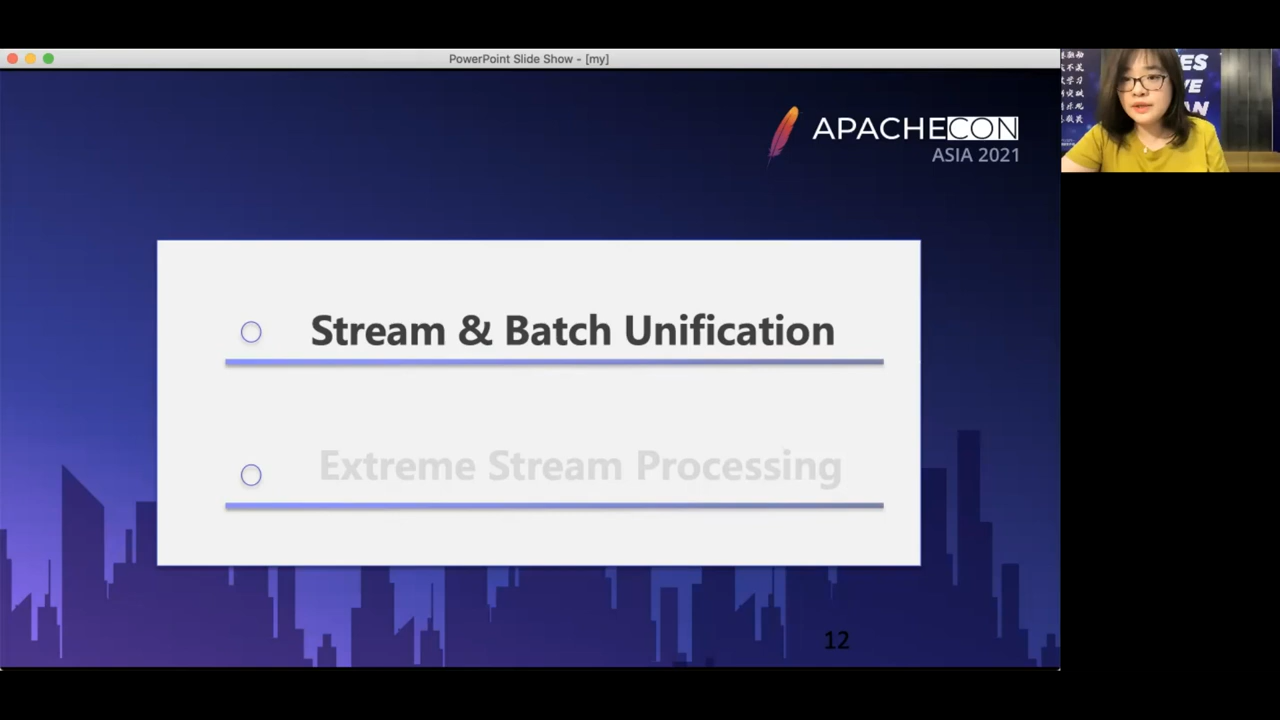 PowerPoint Slide Show - [my]
APACHECON
ASIA 2021
Stream & Batch Unification
Extreme Stream Processing
12